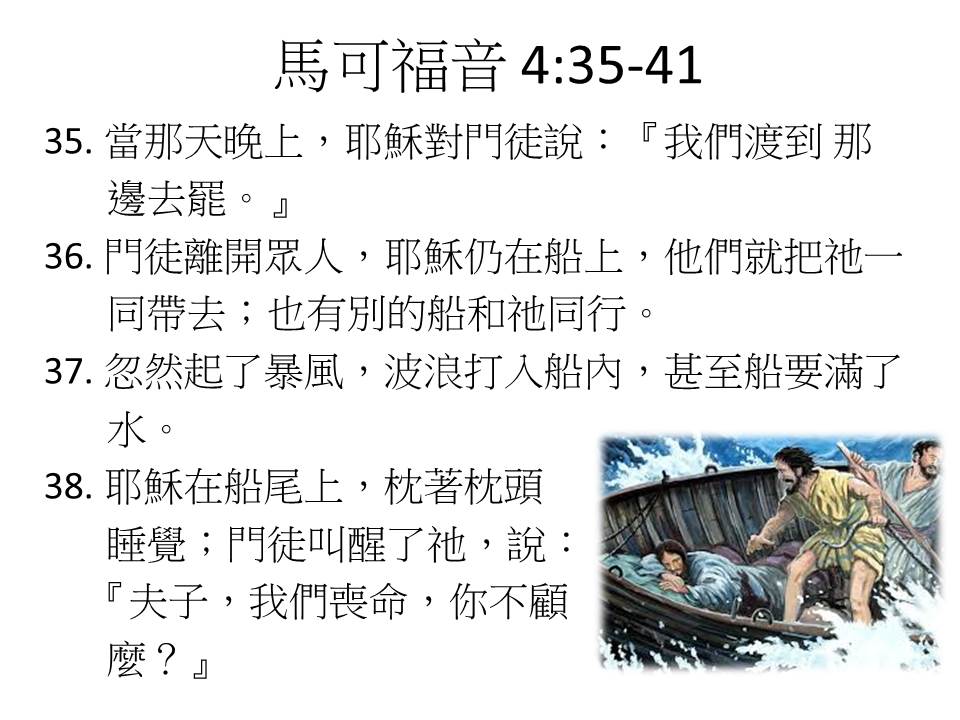 馬可福音 4:35-41
35. 當那天晚上，耶穌對門徒說：『我們渡到 那
邊去罷。』
36. 門徒離開眾人，耶穌仍在船上，他們就把祂一
同帶去；也有別的船和祂同行。
37. 忽然起了暴風，波浪打入船內，甚至船要滿了
水。
38. 耶穌在船尾上，枕著枕頭
睡覺；門徒叫醒了祂，說：
『夫子，我們喪命，你不顧
麼？』